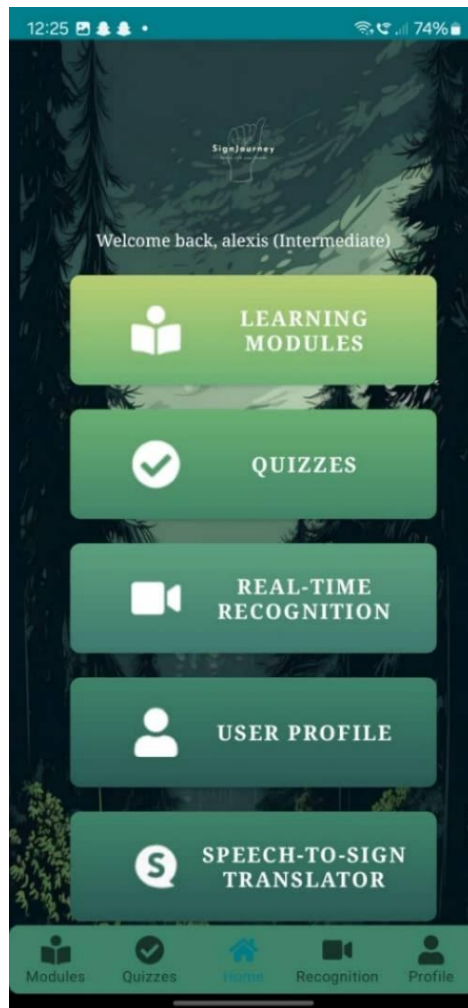 12:25
74%
SignJourney
Welcome back, alexis (Intermediate)
LEARNING
MODULES
QUIZZES
REAL-TIME
RECOGNITION
USER PROFILE
S
SPEECH-TO-SIGN
TRANSLATOR
Modules Quizzes Home Recognition Profile